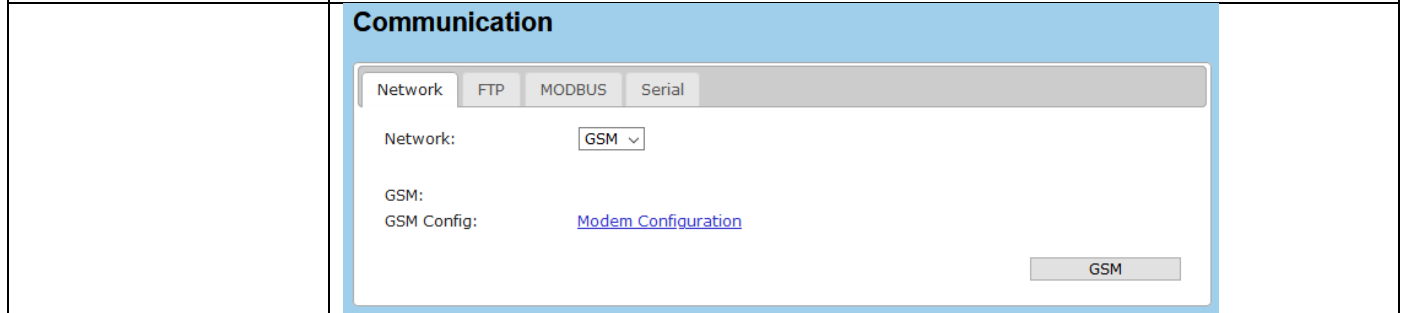 Communication
Network FTP MODBUS Serial
Network: GSM
GSM:
GSM Config: Modem Configuration
GSM